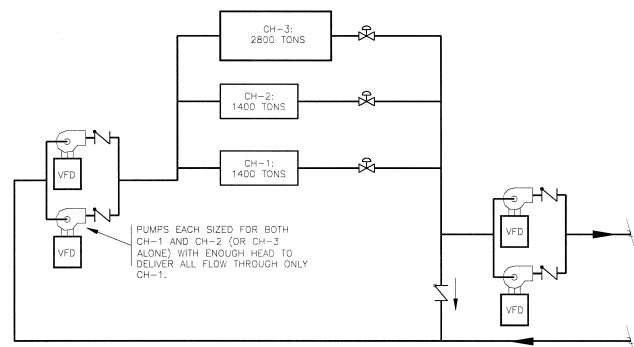 CH-3:
2800 TONS
CH-2:
1400 TONS
CH-1:
1400 TONS
VFD
VFD
PUMPS EACH SIZED FOR BOTH
CH-1 AND CH-2 (OR CH-3
ALONE) WITH ENOUGH HEAD TO
DELIVER ALL FLOW THROUGH ONLY
CH-1.
VFD
VFD